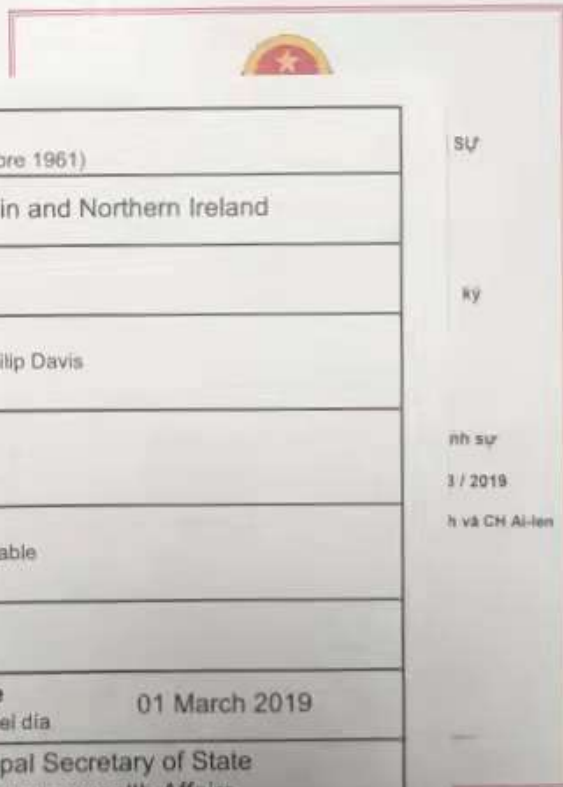 bre 1961)
in and Northern Ireland
ilip Davis
able
e
el día
01 March 2019
pal Secretary of State
SỰ
ký
nh sự
3 / 2019
h và CH Ai-len